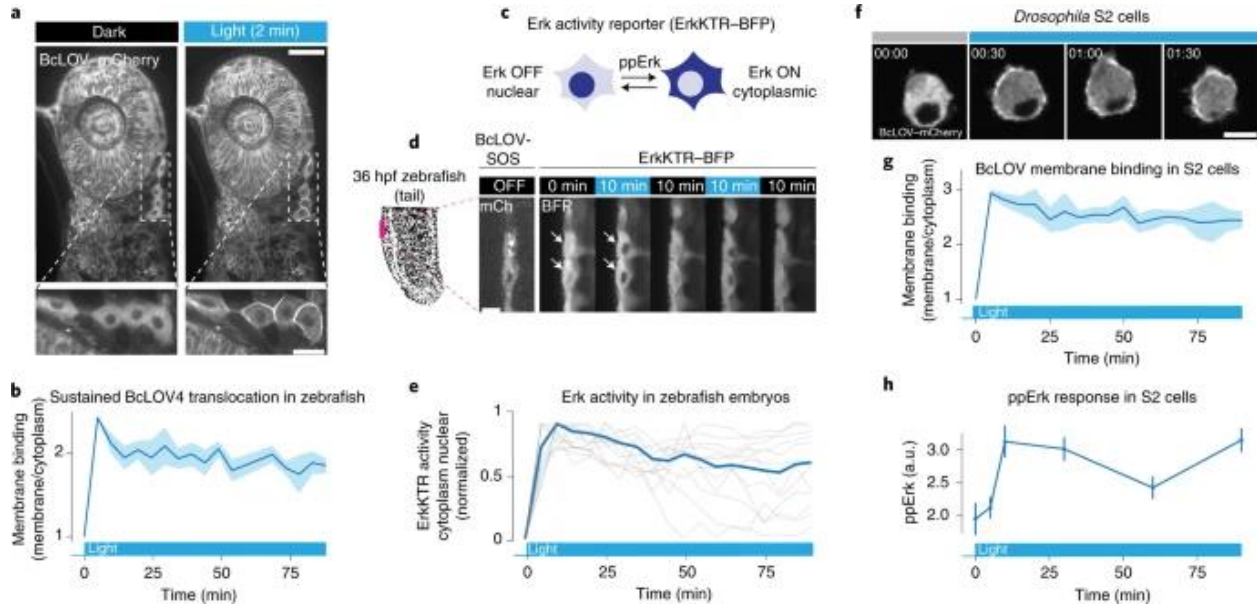 a
Dark
Light (2 min)
BcLOV–mCherry
b
Sustained BcLOV4 translocation in zebrafish
Membrane binding
(membrane/cytoplasm)
2
1
Light
0
25
50
75
Time (min)
c
Erk activity reporter (ErkKTR–BFP)
Erk OFF
nuclear
ppErk
Erk ON
cytoplasmic
d
36 hpf zebrafish
(tail)
BcLOV-
SOS
OFF
mCh
ErkKTR–BFP
0 min
10 min
10 min
10 min
10 min
BFP
e
Erk activity in zebrafish embryos
ErkKTR activity
cytoplasm nuclear
(normalized)
1
0.5
0
Light
0
25
50
75
Time (min)
f
Drosophila S2 cells
00:00
00:30
01:00
01:30
BcLOV–mCherry
g
BcLOV membrane binding in S2 cells
Membrane binding
(membrane/cytoplasm)
3
2
1
Light
0
25
50
75
Time (min)
h
ppErk response in S2 cells
ppErk (a.u.)
3.0
2.5
2.0
Light
0
25
50
75
Time (min)